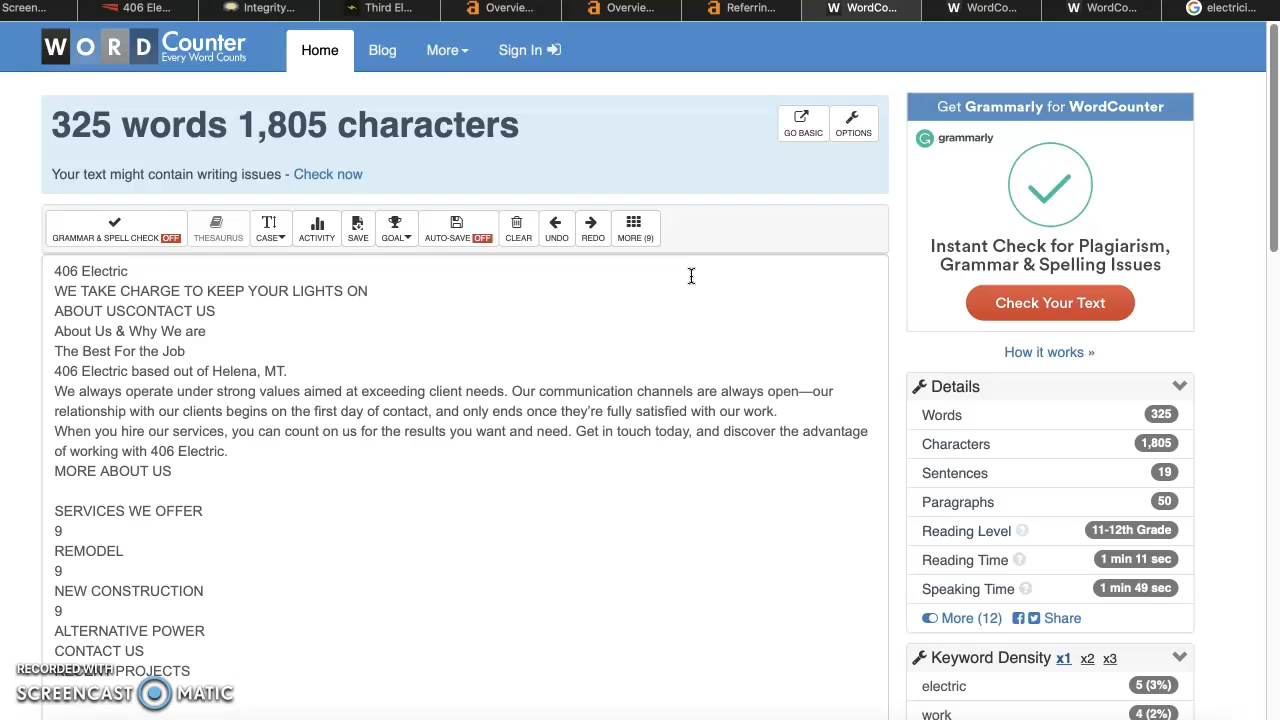 Screen...
406 Ele...
Integrity...
Third El...
Overvie...
Overvie...
Referrin...
WordCo...
WordCo...
WordCo...
electrici...
WORD Counter
Every Word Counts
Home
Blog
More
Sign In
325 words 1,805 characters
GO BASIC
OPTIONS
Your text might contain writing issues - Check now
GRAMMAR & SPELL CHECK OFF
THESAURUS
CASE
ACTIVITY
SAVE
GOAL
AUTO-SAVE OFF
CLEAR
UNDO
REDO
MORE (9)
406 Electric
WE TAKE CHARGE TO KEEP YOUR LIGHTS ON
ABOUT USCONTACT US
About Us & Why We are
The Best For the Job
406 Electric based out of Helena, MT.
We always operate under strong values aimed at exceeding client needs. Our communication channels are always open—our
relationship with our clients begins on the first day of contact, and only ends once they're fully satisfied with our work.
When you hire our services, you can count on us for the results you want and need. Get in touch today, and discover the advantage
of working with 406 Electric.
MORE ABOUT US
SERVICES WE OFFER
9
REMODEL
9
NEW CONSTRUCTION
9
ALTERNATIVE POWER
CONTACT US
RECENT PROJECTS
RECORDED WITH
SCREENCAST MATIC
Get Grammarly for WordCounter
grammarly
Instant Check for Plagiarism,
Grammar & Spelling Issues
Check Your Text
How it works »
Details
Words 325
Characters 1,805
Sentences 19
Paragraphs 50
Reading Level ? 11-12th Grade
Reading Time ? 1 min 11 sec
Speaking Time ? 1 min 49 sec
More (12) Share
Keyword Density x1 x2 x3
electric 5 (3%)
work 4 (2%)